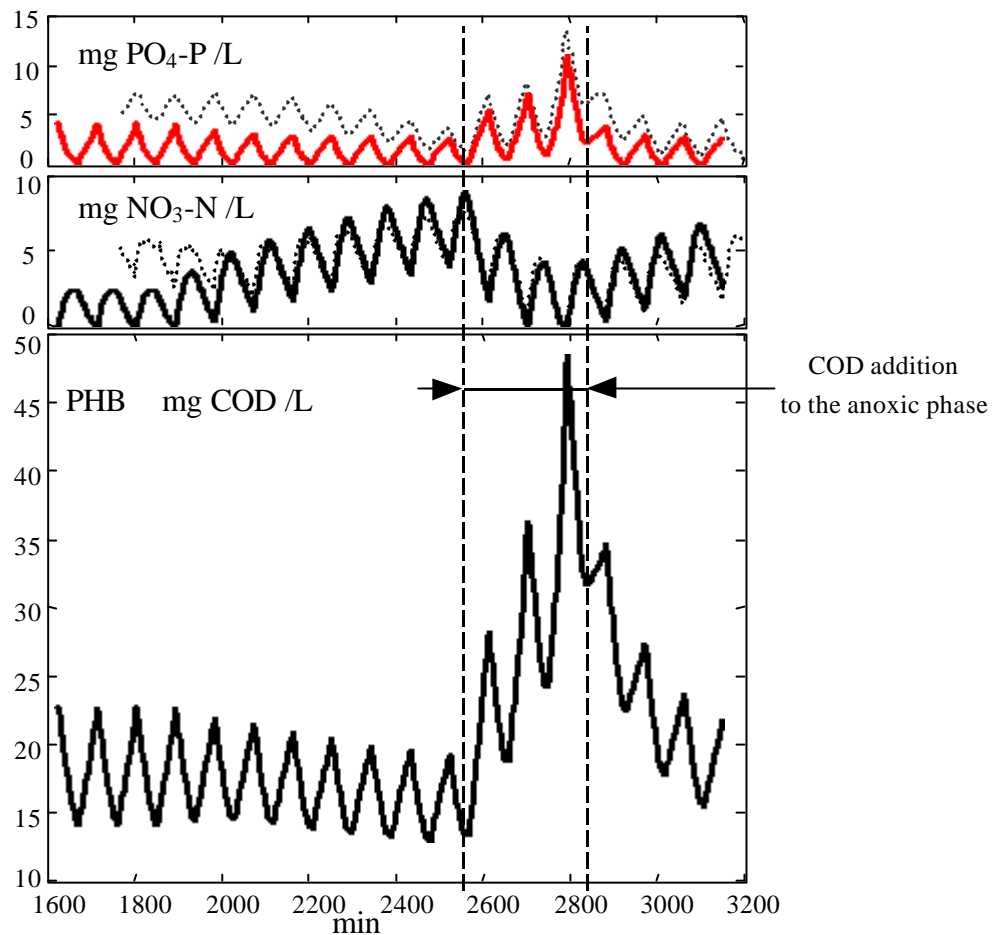 15
mg PO₄-P /L
10
5
0
10
mg NO₃-N /L
5
0
50
COD addition
to the anoxic phase
45
PHB mg COD /L
40
35
30
25
20
15
10
1600 1800 2000 2200 2400 2600 2800 3000 3200
min